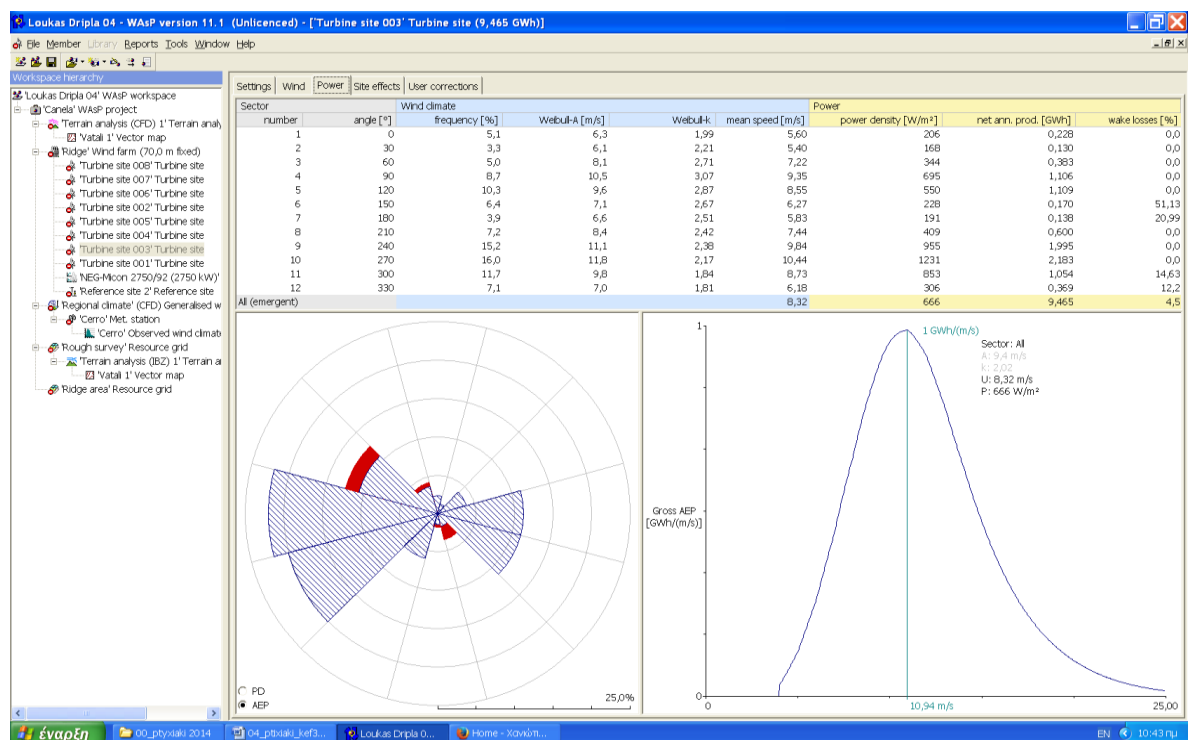 Loukas Dripla 04 - WAsP version 11.1 (Unlicenced) - ['Turbine site 003' Turbine site (9,465 GWh)]
File Member Library Reports Tools Window Help
Workspace hierarchy
'Loukas Dripla 04' WAsP workspace
'Canela' WAsP project
'Terrain analysis (CFD) 1' Terrain analy
'Vatali 1' Vector map
'Ridge' Wind farm (70,0 m fixed)
'Turbine site 008' Turbine site
'Turbine site 007' Turbine site
'Turbine site 006' Turbine site
'Turbine site 002' Turbine site
'Turbine site 005' Turbine site
'Turbine site 004' Turbine site
'Turbine site 003' Turbine site
'Turbine site 001' Turbine site
'NEG-Micon 2750/92 (2750 kW)'
'Reference site 2' Reference site
'Regional climate' (CFD) Generalised w
'Cerro' Met. station
'Cerro' Observed wind climat
'Rough survey' Resource grid
'Terrain analysis (IBZ) 1' Terrain a
'Vatali 1' Vector map
'Ridge area' Resource grid
Settings Wind Power Site effects User corrections
Sector Wind climate Power
number angle [°] frequency [%] Weibull-A [m/s] Weibull-k mean speed [m/s] power density [W/m²] net ann. prod. [GWh] wake losses [%]
1 0 5,1 6,3 1,99 5,60 206 0,228 0,0
2 30 3,3 6,1 2,21 5,40 168 0,130 0,0
3 60 5,0 8,1 2,71 7,22 344 0,383 0,0
4 90 8,7 10,5 3,07 9,35 695 1,106 0,0
5 120 10,3 9,6 2,87 8,55 550 1,109 0,0
6 150 6,4 7,1 2,67 6,27 228 0,170 51,13
7 180 3,9 6,6 2,51 5,83 191 0,138 20,99
8 210 7,2 8,4 2,42 7,44 409 0,600 0,0
9 240 15,2 11,1 2,38 9,84 955 1,995 0,0
10 270 16,0 11,8 2,17 10,44 1231 2,183 0,0
11 300 11,7 9,8 1,84 8,73 853 1,054 14,63
12 330 7,1 7,0 1,81 6,18 306 0,369 12,2
All (emergent) 8,32 666 9,465 4,5
PD
AEP
25,0%
1
1 GWh/(m/s)
Sector: All
A: 9,4 m/s
k: 2,02
U: 8,32 m/s
P: 666 W/m²
Gross AEP
[GWh/(m/s)]
0
0 10,94 m/s 25,00
έναρξη 00_ptyxiaki 2014 04_ptixiaki_kef3... Loukas Dripla 0... Home - Χανιώτι... EN 10:43 πμ